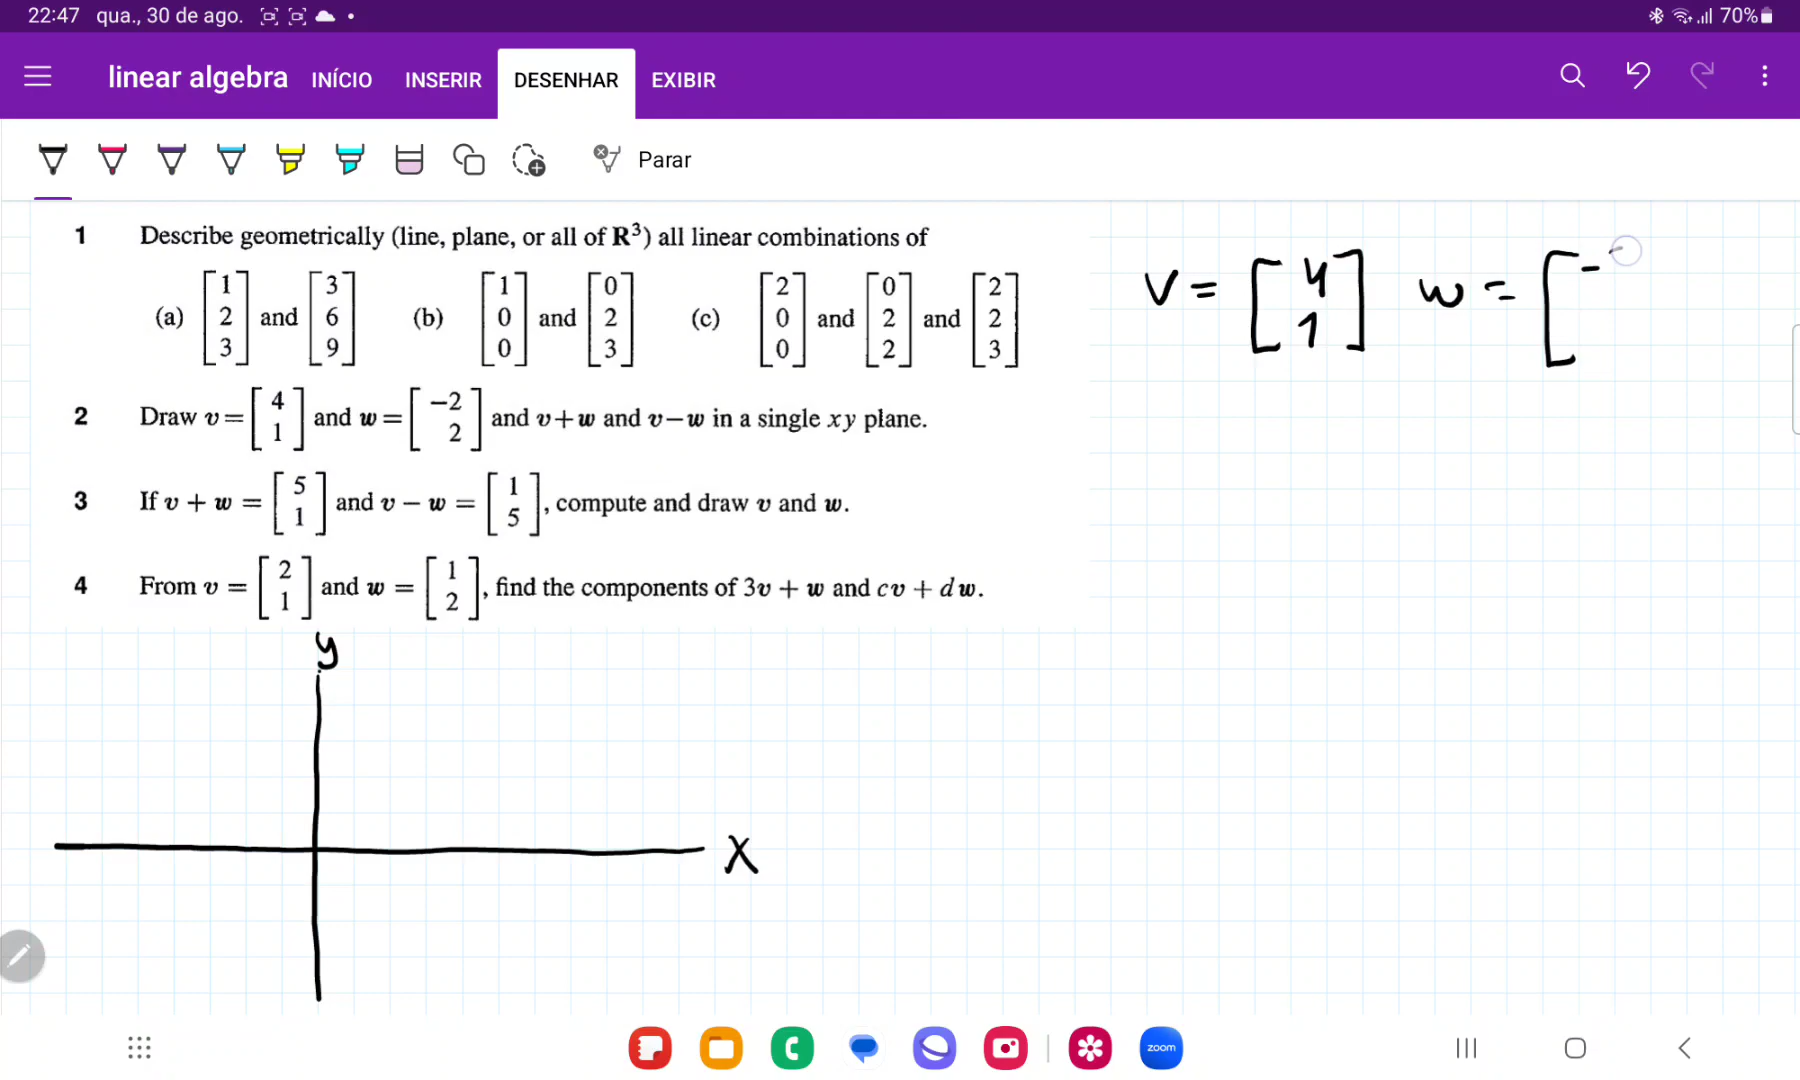 22:47 qua., 30 de ago. 70%
linear algebra INÍCIO INSERIR DESENHAR EXIBIR
Parar
1 Describe geometrically (line, plane, or all of R³) all linear combinations of
(a) [1 2 3] and [3 6 9] (b) [1 0 0] and [0 2 3] (c) [2 0 0] and [0 2 2] and [2 2 3]
2 Draw v = [4 1] and w = [−2 2] and v+w and v−w in a single xy plane.
3 If v + w = [5 1] and v − w = [1 5], compute and draw v and w.
4 From v = [2 1] and w = [1 2], find the components of 3v + w and cv + dw.
v = [4 1] w = [-
y
x
zoom